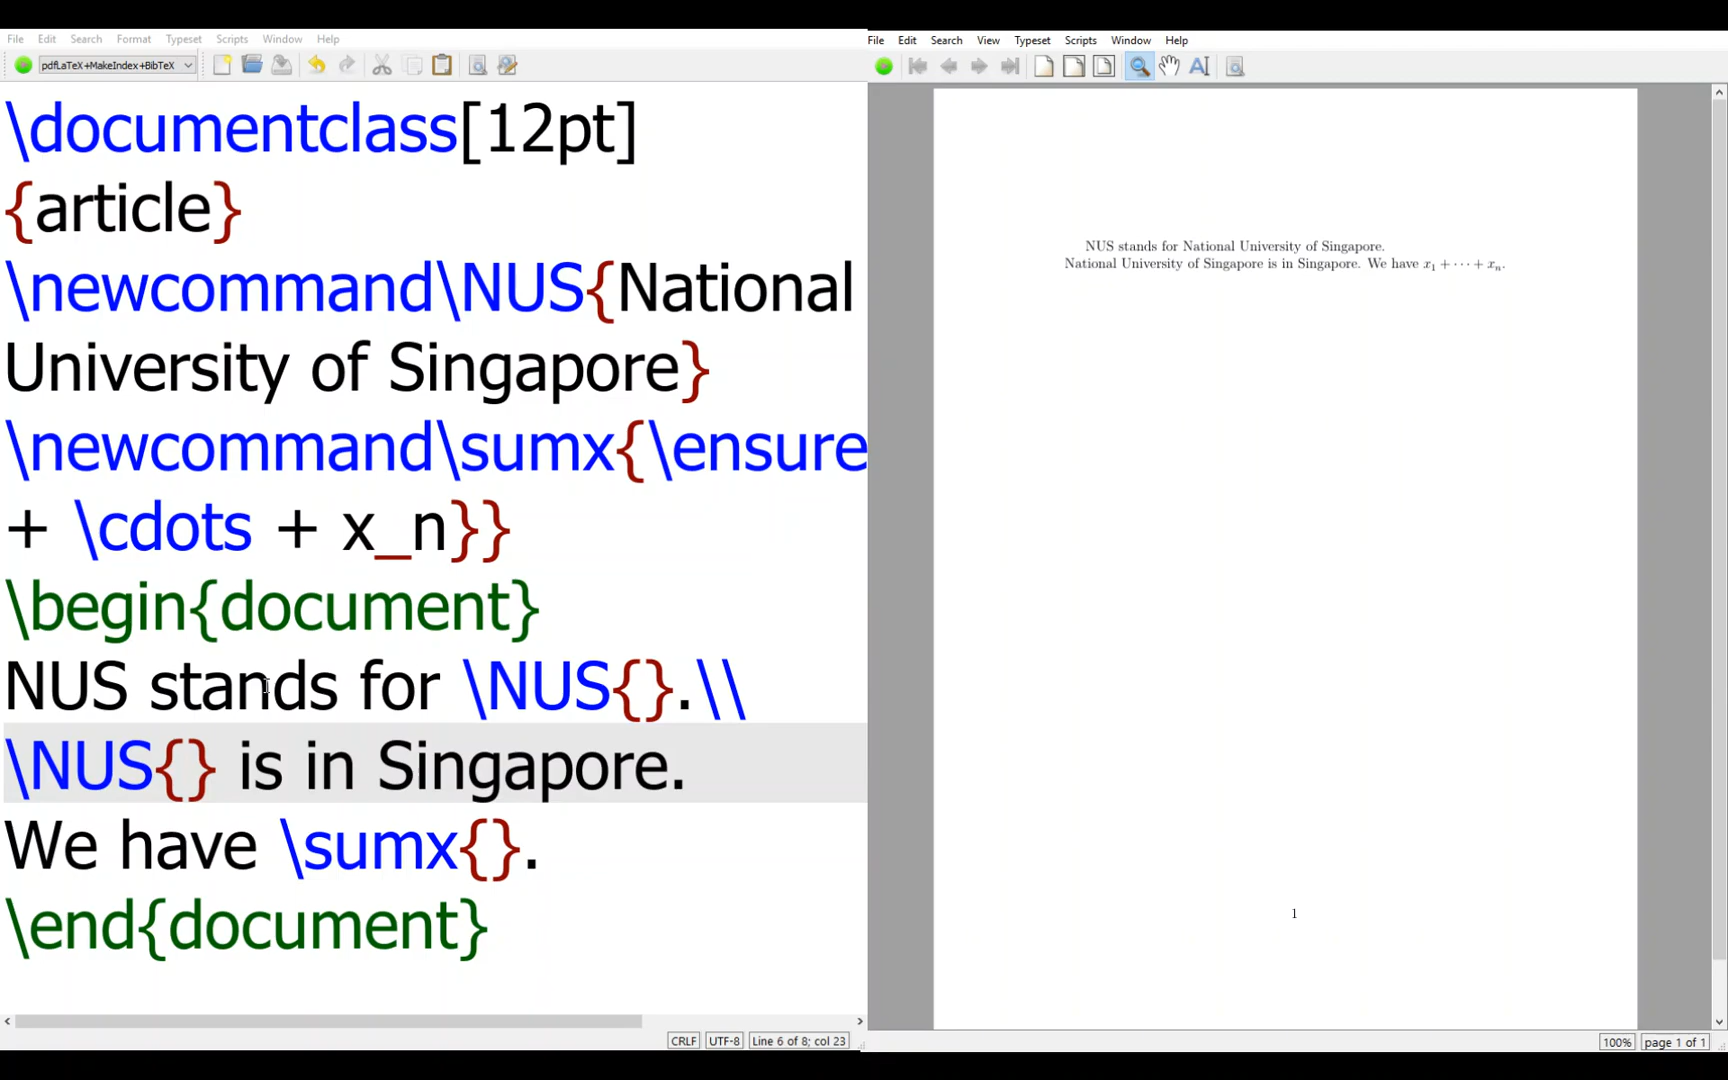 File Edit Search Format Typeset Scripts Window Help
pdfLaTeX+MakeIndex+BibTeX
\documentclass[12pt]
{article}
\newcommand\NUS{National
University of Singapore}
\newcommand\sumx{\ensure
+ \cdots + x_n}}
\begin{document}
NUS stands for \NUS{}.\\
\NUS{} is in Singapore.
We have \sumx{}.
\end{document}
CRLF UTF-8 Line 6 of 8; col 23
File Edit Search View Typeset Scripts Window Help
NUS stands for National University of Singapore.
National University of Singapore is in Singapore. We have x₁ + ⋯ + xₙ.
1
100% page 1 of 1